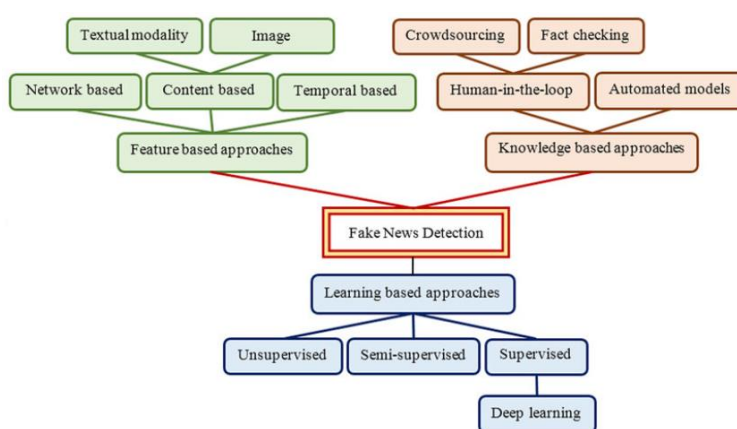 Textual modality
Image
Crowdsourcing
Fact checking
Network based
Content based
Temporal based
Human-in-the-loop
Automated models
Feature based approaches
Knowledge based approaches
Fake News Detection
Learning based approaches
Unsupervised
Semi-supervised
Supervised
Deep learning